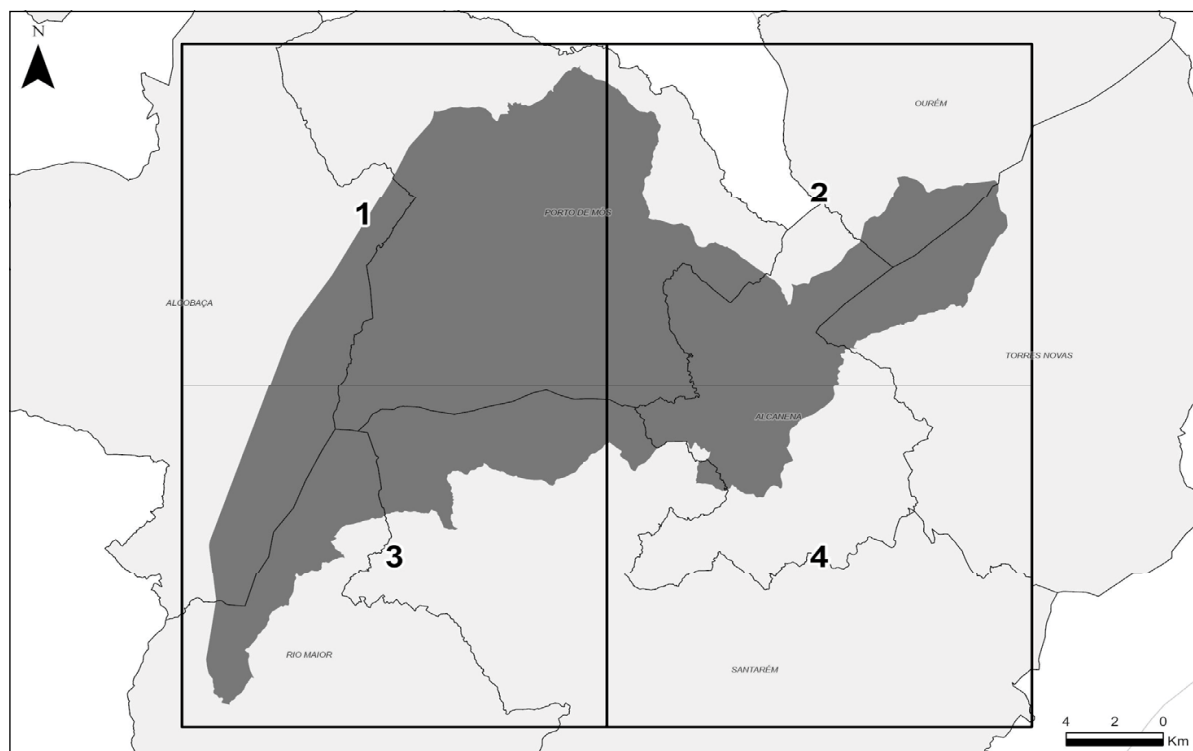 N
OURÉM
1
2
PORTO DE MÓS
ALCOBAÇA
TORRES NOVAS
ALCANENA
3
4
RIO MAIOR
SANTARÉM
4 2 0
Km